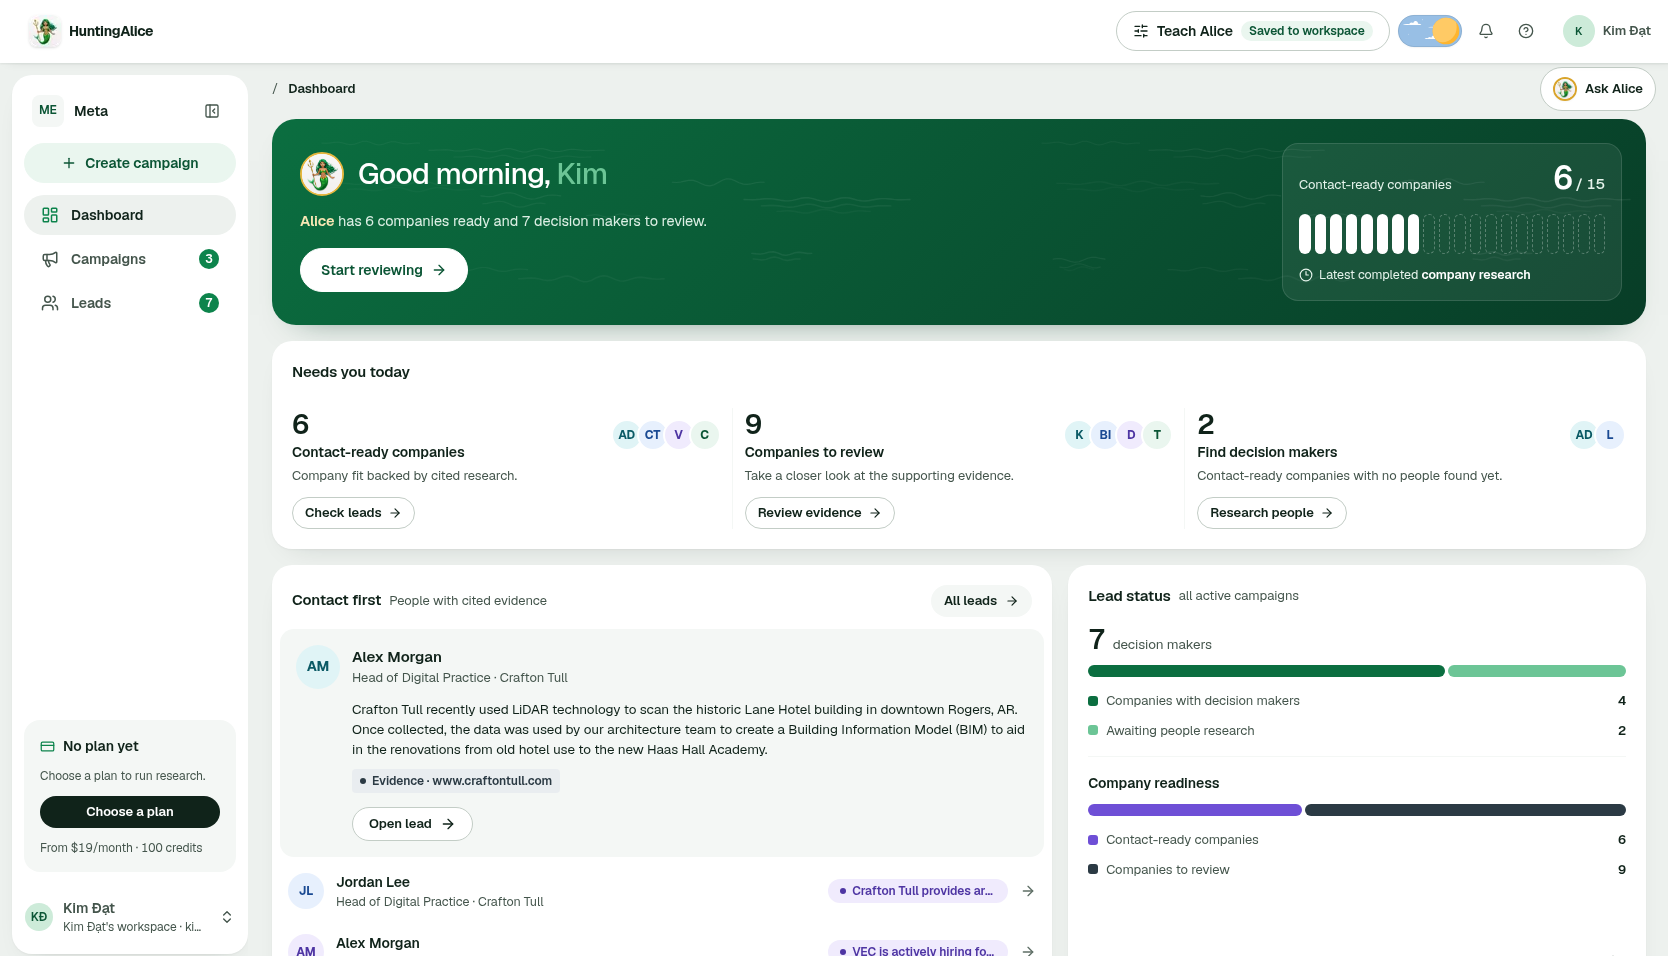 HuntingAlice
Teach Alice Saved to workspace
K Kim Đạt
ME Meta
Create campaign
Dashboard
Campaigns 3
Leads 7
No plan yet
Choose a plan to run research.
Choose a plan
From $19/month · 100 credits
KĐ Kim Đạt
Kim Đạt's workspace · ki...
/ Dashboard
Ask Alice
Good morning, Kim
Alice has 6 companies ready and 7 decision makers to review.
Start reviewing
Contact-ready companies 6 / 15
Latest completed company research
Needs you today
6
AD CT V C
Contact-ready companies
Company fit backed by cited research.
Check leads
9
K BI D T
Companies to review
Take a closer look at the supporting evidence.
Review evidence
2
AD L
Find decision makers
Contact-ready companies with no people found yet.
Research people
Contact first People with cited evidence
All leads
AM Alex Morgan
Head of Digital Practice · Crafton Tull
Crafton Tull recently used LiDAR technology to scan the historic Lane Hotel building in downtown Rogers, AR.
Once collected, the data was used by our architecture team to create a Building Information Model (BIM) to aid
in the renovations from old hotel use to the new Haas Hall Academy.
Evidence · www.craftontull.com
Open lead
JL Jordan Lee
Head of Digital Practice · Crafton Tull
Crafton Tull provides ar...
AM Alex Morgan
VEC is actively hiring fo...
Lead status all active campaigns
7 decision makers
Companies with decision makers 4
Awaiting people research 2
Company readiness
Contact-ready companies 6
Companies to review 9